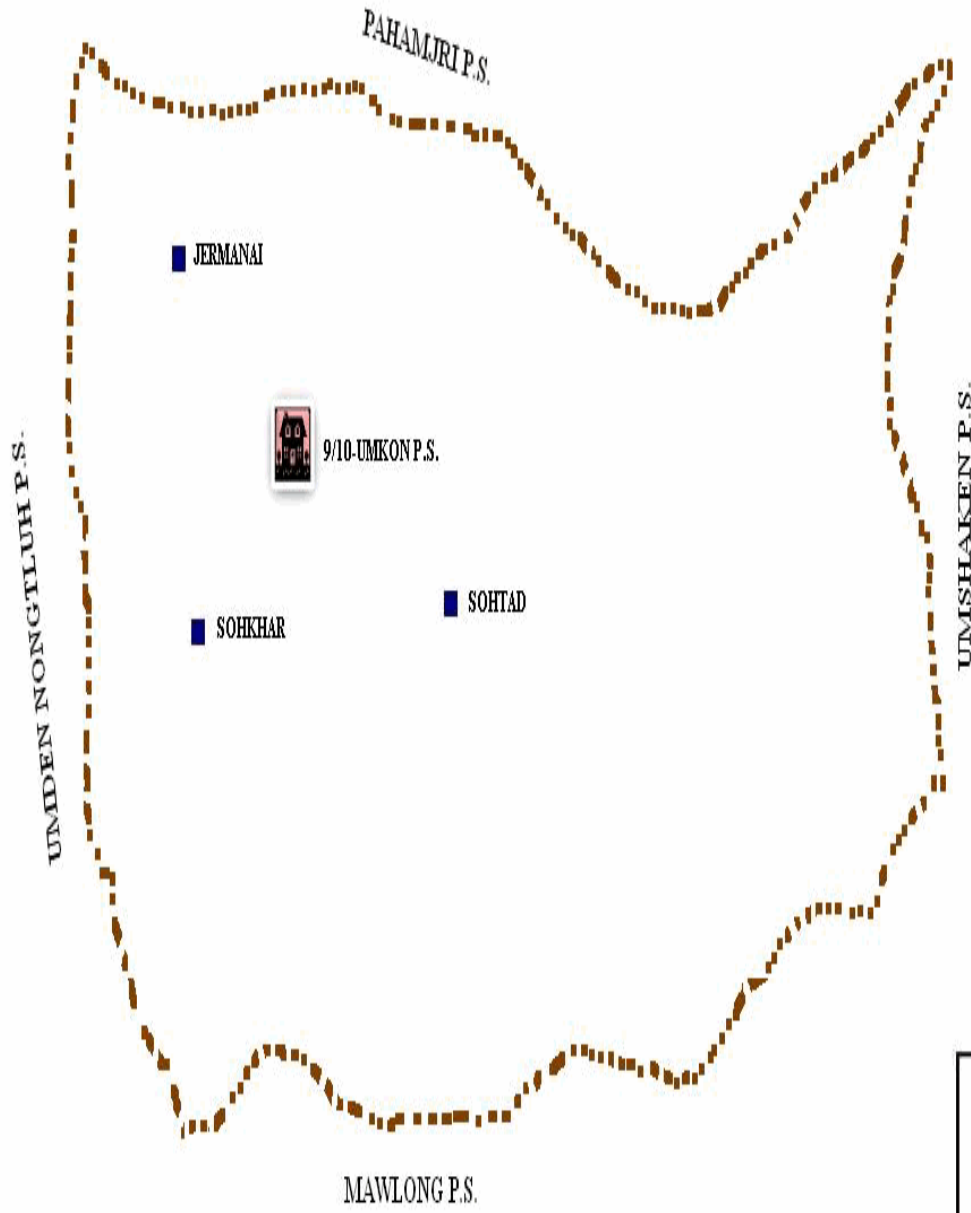 PAHAMJRI P.S.
JERMANAI
9/10-UMKON P.S.
UMSHAKEN P.S.
UMDEN NONGTLUH P.S.
SOHTAD
SOHKHAR
MAWLONG P.S.